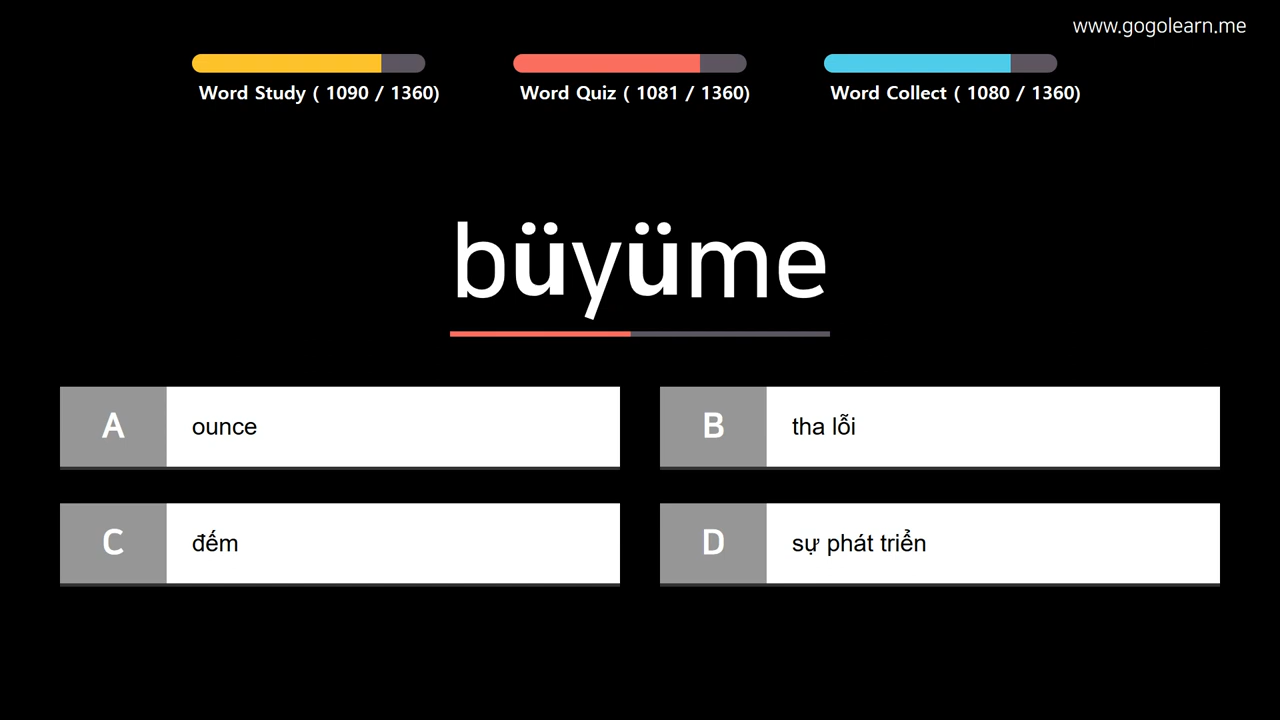 www.gogolearn.me
Word Study ( 1090 / 1360)
Word Quiz ( 1081 / 1360)
Word Collect ( 1080 / 1360)
büyüme
A ounce
B tha lỗi
C đếm
D sự phát triển